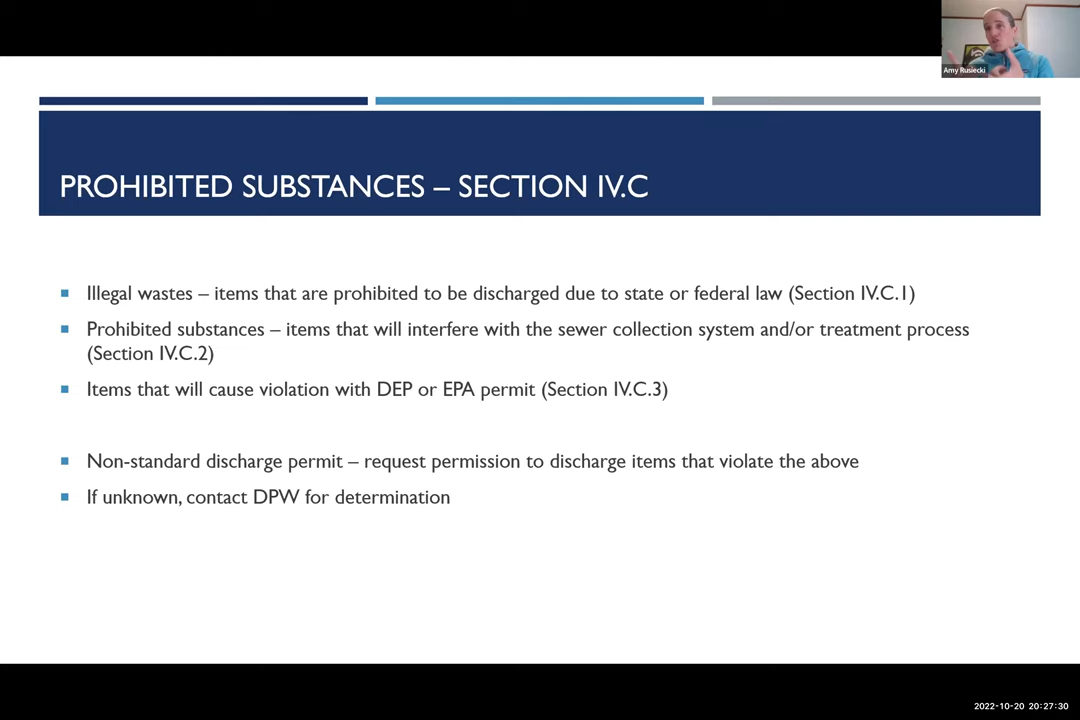 Amy Rusiecki
PROHIBITED SUBSTANCES – SECTION IV.C
▪ Illegal wastes – items that are prohibited to be discharged due to state or federal law (Section IV.C.1)
▪ Prohibited substances – items that will interfere with the sewer collection system and/or treatment process
(Section IV.C.2)
▪ Items that will cause violation with DEP or EPA permit (Section IV.C.3)
▪ Non-standard discharge permit – request permission to discharge items that violate the above
▪ If unknown, contact DPW for determination
2022-10-20 20:27:30